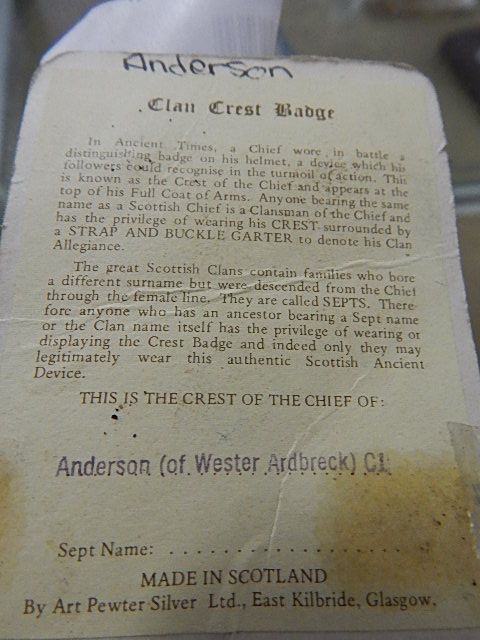 Anderson
Clan Crest Badge
In Ancient Times, a Chief wore in battle a
distinguishing badge on his helmet, a device which his
followers could recognise in the turmoil of action. This
is known as the Crest of the Chief and appears at the
top of his Full Coat of Arms. Anyone bearing the same
name as a Scottish Chief is a Clansman of the Chief and
has the privilege of wearing his CREST surrounded by
a STRAP AND BUCKLE GARTER to denote his Clan
Allegiance.
The great Scottish Clans contain families who bore
a different surname but were descended from the Chief
through the female line. They are called SEPTS. There
fore anyone who has an ancestor bearing a Sept name
or the Clan name itself has the privilege of wearing or
displaying the Crest Badge and indeed only they may
legitimately wear this authentic Scottish Ancient
Device.
THIS IS THE CREST OF THE CHIEF OF:
Anderson (of Wester Ardbreck) C1
Sept Name: . . . . . . . . . . . . . . . . . . . .
MADE IN SCOTLAND
By Art Pewter Silver Ltd., East Kilbride, Glasgow.